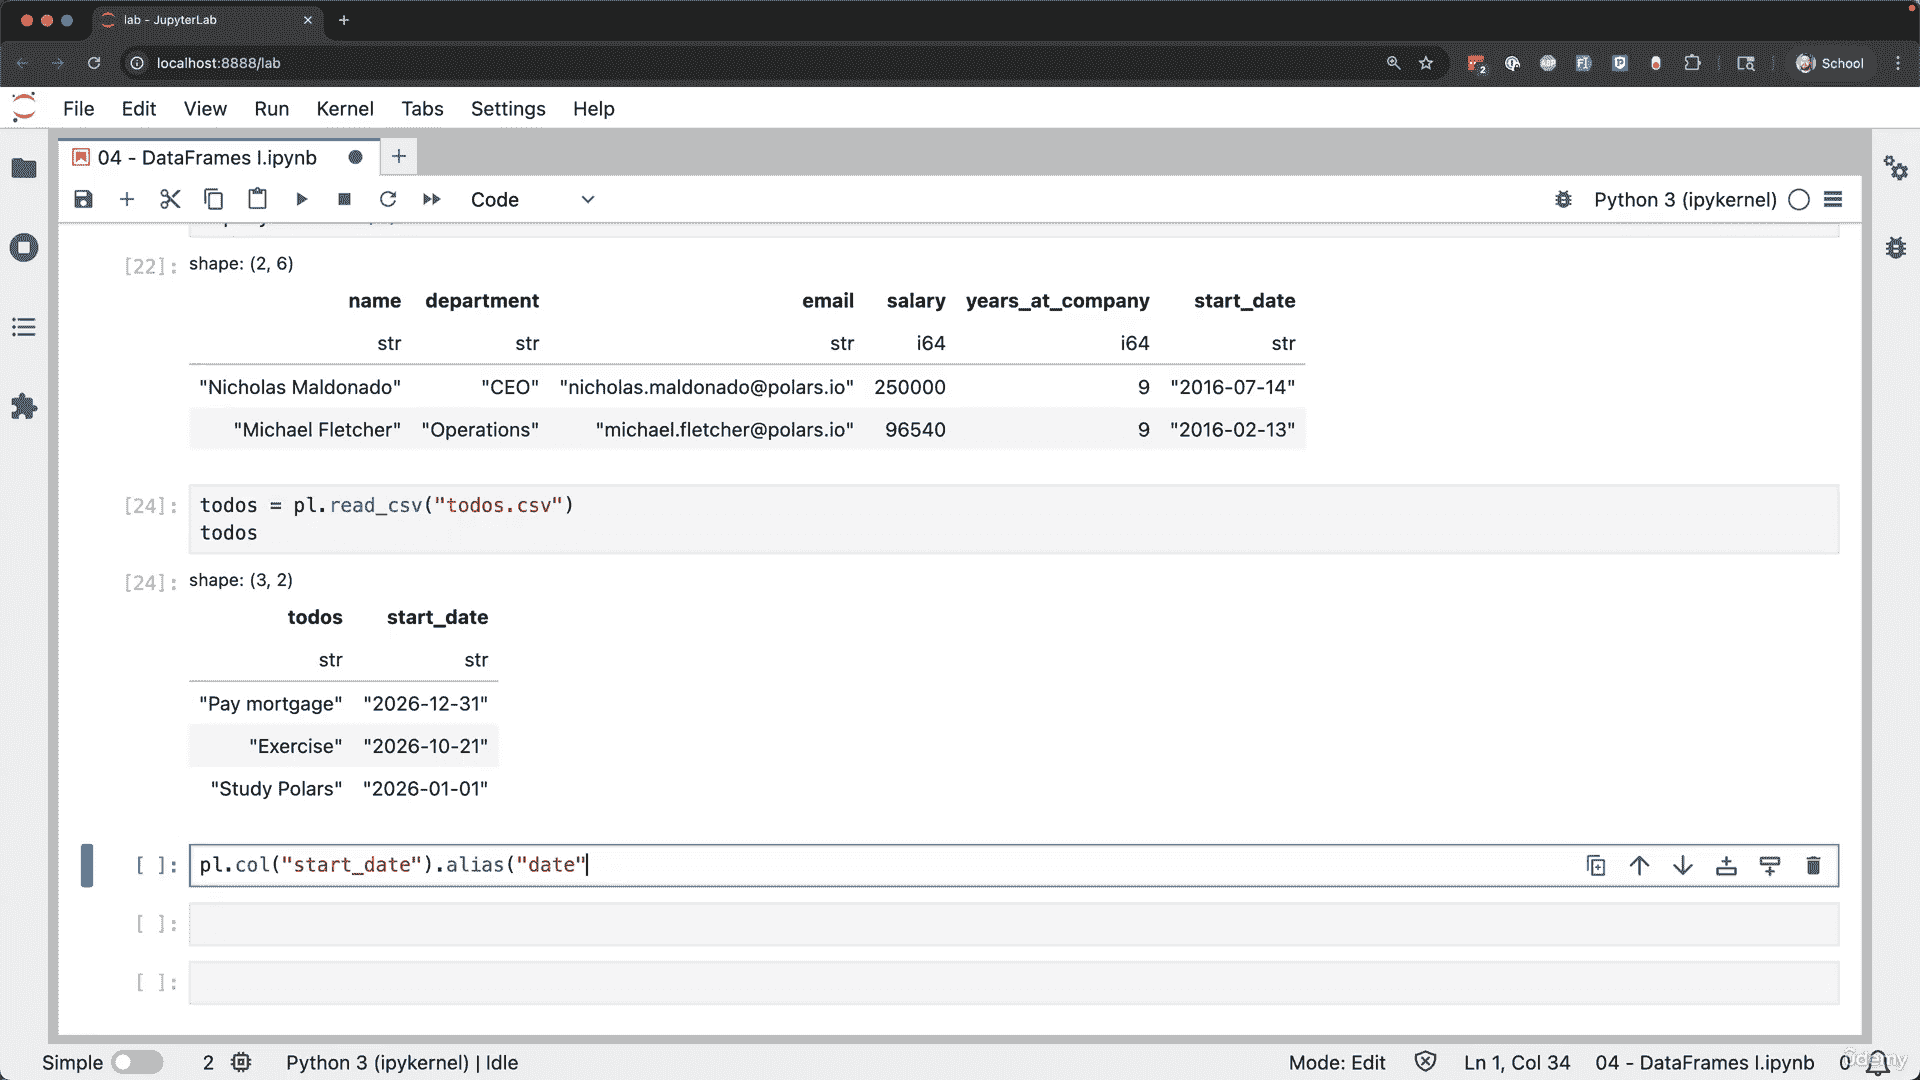 lab - JupyterLab
localhost:8888/lab
2
ABP
School
File Edit View Run Kernel Tabs Settings Help
04 - DataFrames I.ipynb
Code
Python 3 (ipykernel)
[22]: shape: (2, 6)
name department email salary years_at_company start_date
str str str i64 i64 str
"Nicholas Maldonado" "CEO" "nicholas.maldonado@polars.io" 250000 9 "2016-07-14"
"Michael Fletcher" "Operations" "michael.fletcher@polars.io" 96540 9 "2016-02-13"
[24]: todos = pl.read_csv("todos.csv")
todos
[24]: shape: (3, 2)
todos start_date
str str
"Pay mortgage" "2026-12-31"
"Exercise" "2026-10-21"
"Study Polars" "2026-01-01"
[ ]: pl.col("start_date").alias("date"
[ ]:
[ ]:
Simple 2 Python 3 (ipykernel) | Idle Mode: Edit Ln 1, Col 34 04 - DataFrames I.ipynb 0
Udemy